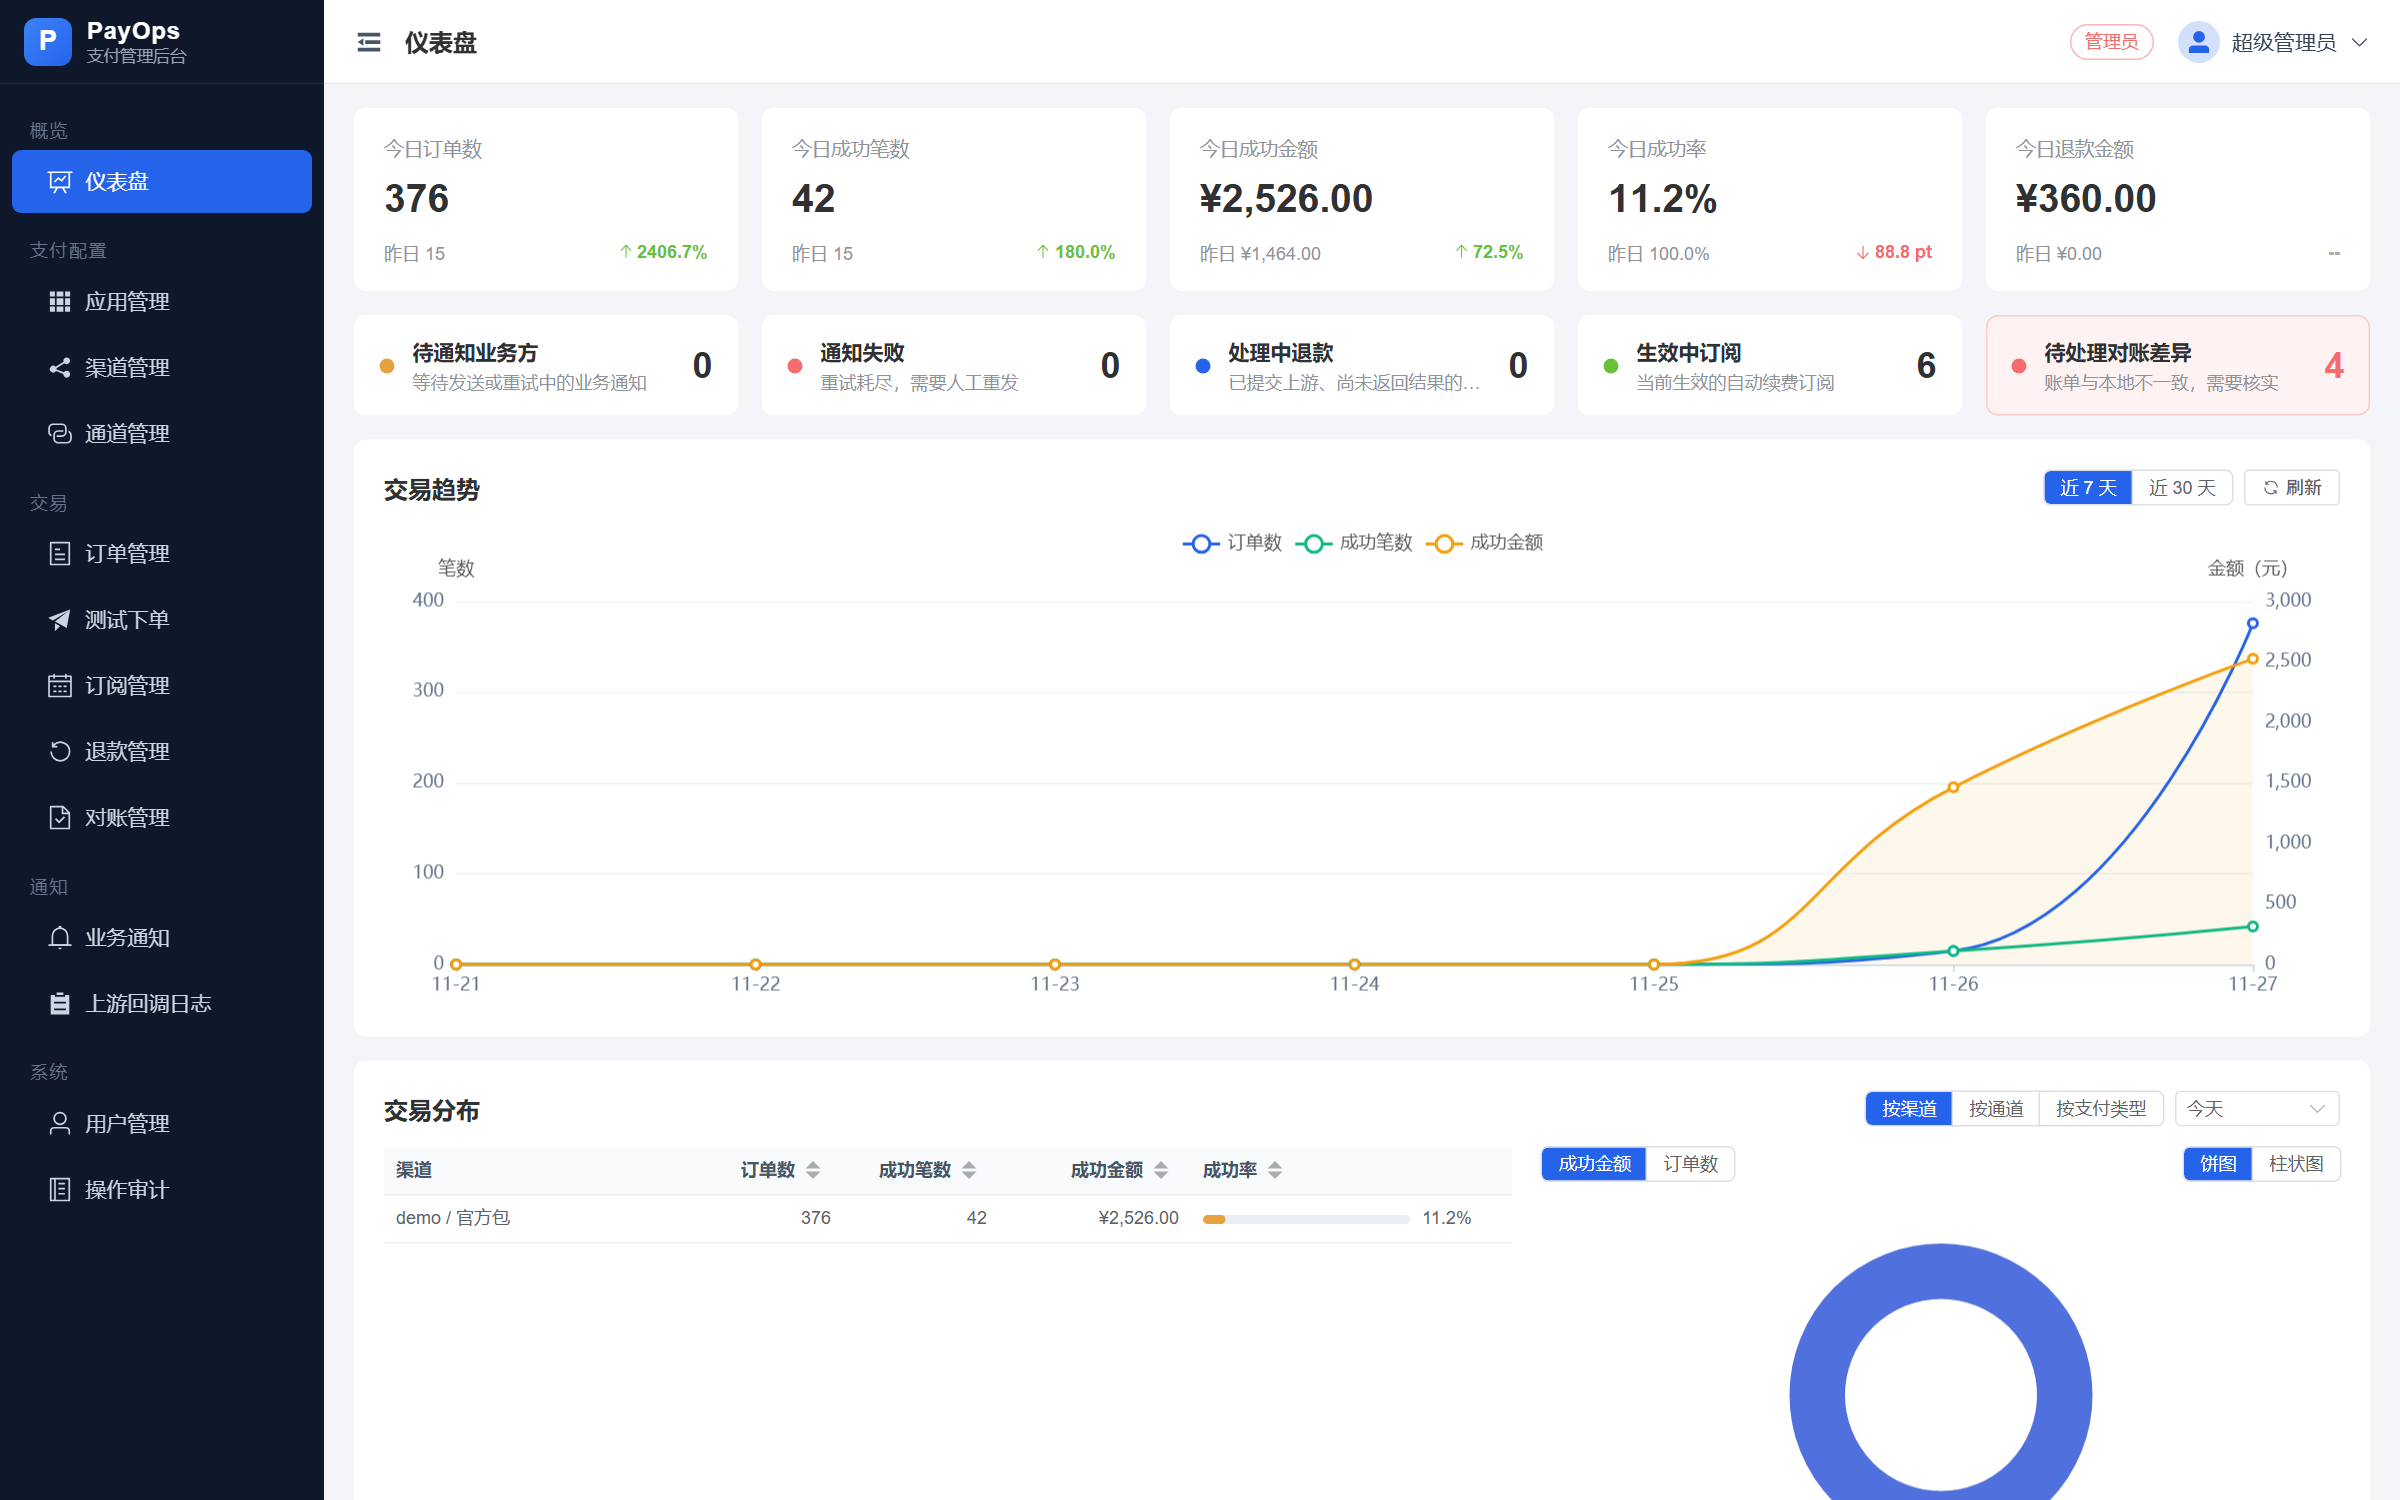 P
PayOps
支付管理后台
概览
仪表盘
支付配置
应用管理
渠道管理
通道管理
交易
订单管理
测试下单
订阅管理
退款管理
对账管理
通知
业务通知
上游回调日志
系统
用户管理
操作审计
仪表盘
管理员
超级管理员
今日订单数
376
昨日 15
2406.7%
今日成功笔数
42
昨日 15
180.0%
今日成功金额
¥2,526.00
昨日 ¥1,464.00
72.5%
今日成功率
11.2%
昨日 100.0%
88.8 pt
今日退款金额
¥360.00
昨日 ¥0.00
--
待通知业务方
等待发送或重试中的业务通知
0
通知失败
重试耗尽，需要人工重发
0
处理中退款
已提交上游、尚未返回结果的...
0
生效中订阅
当前生效的自动续费订阅
6
待处理对账差异
账单与本地不一致，需要核实
4
交易趋势
近 7 天
近 30 天
刷新
订单数
成功笔数
成功金额
笔数
金额（元）
400
300
200
100
0
3,000
2,500
2,000
1,500
1,000
500
0
11-21
11-22
11-23
11-24
11-25
11-26
11-27
交易分布
按渠道
按通道
按支付类型
今天
渠道
订单数
成功笔数
成功金额
成功率
demo / 官方包
376
42
¥2,526.00
11.2%
成功金额
订单数
饼图
柱状图